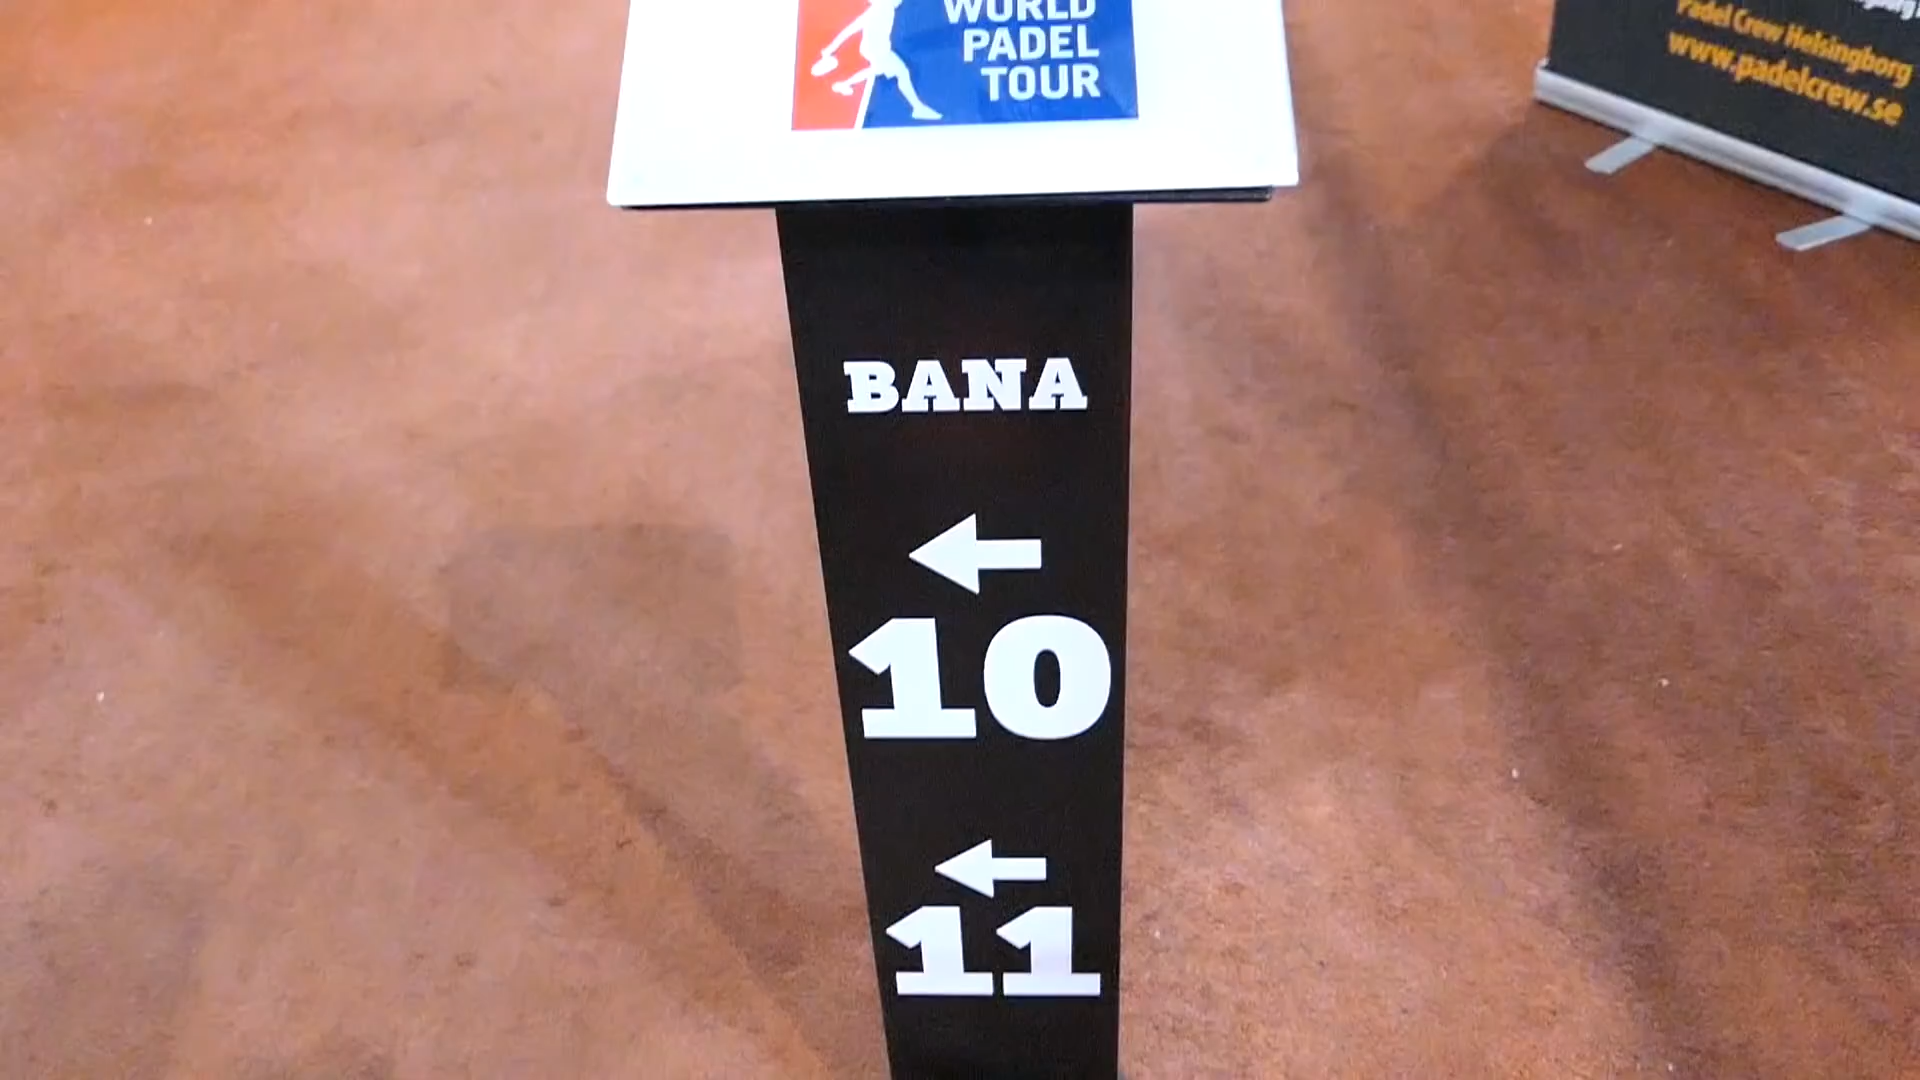 WORLD
PADEL
TOUR
Padel Crew Helsingborg
www.padelcrew.se
BANA
10
11